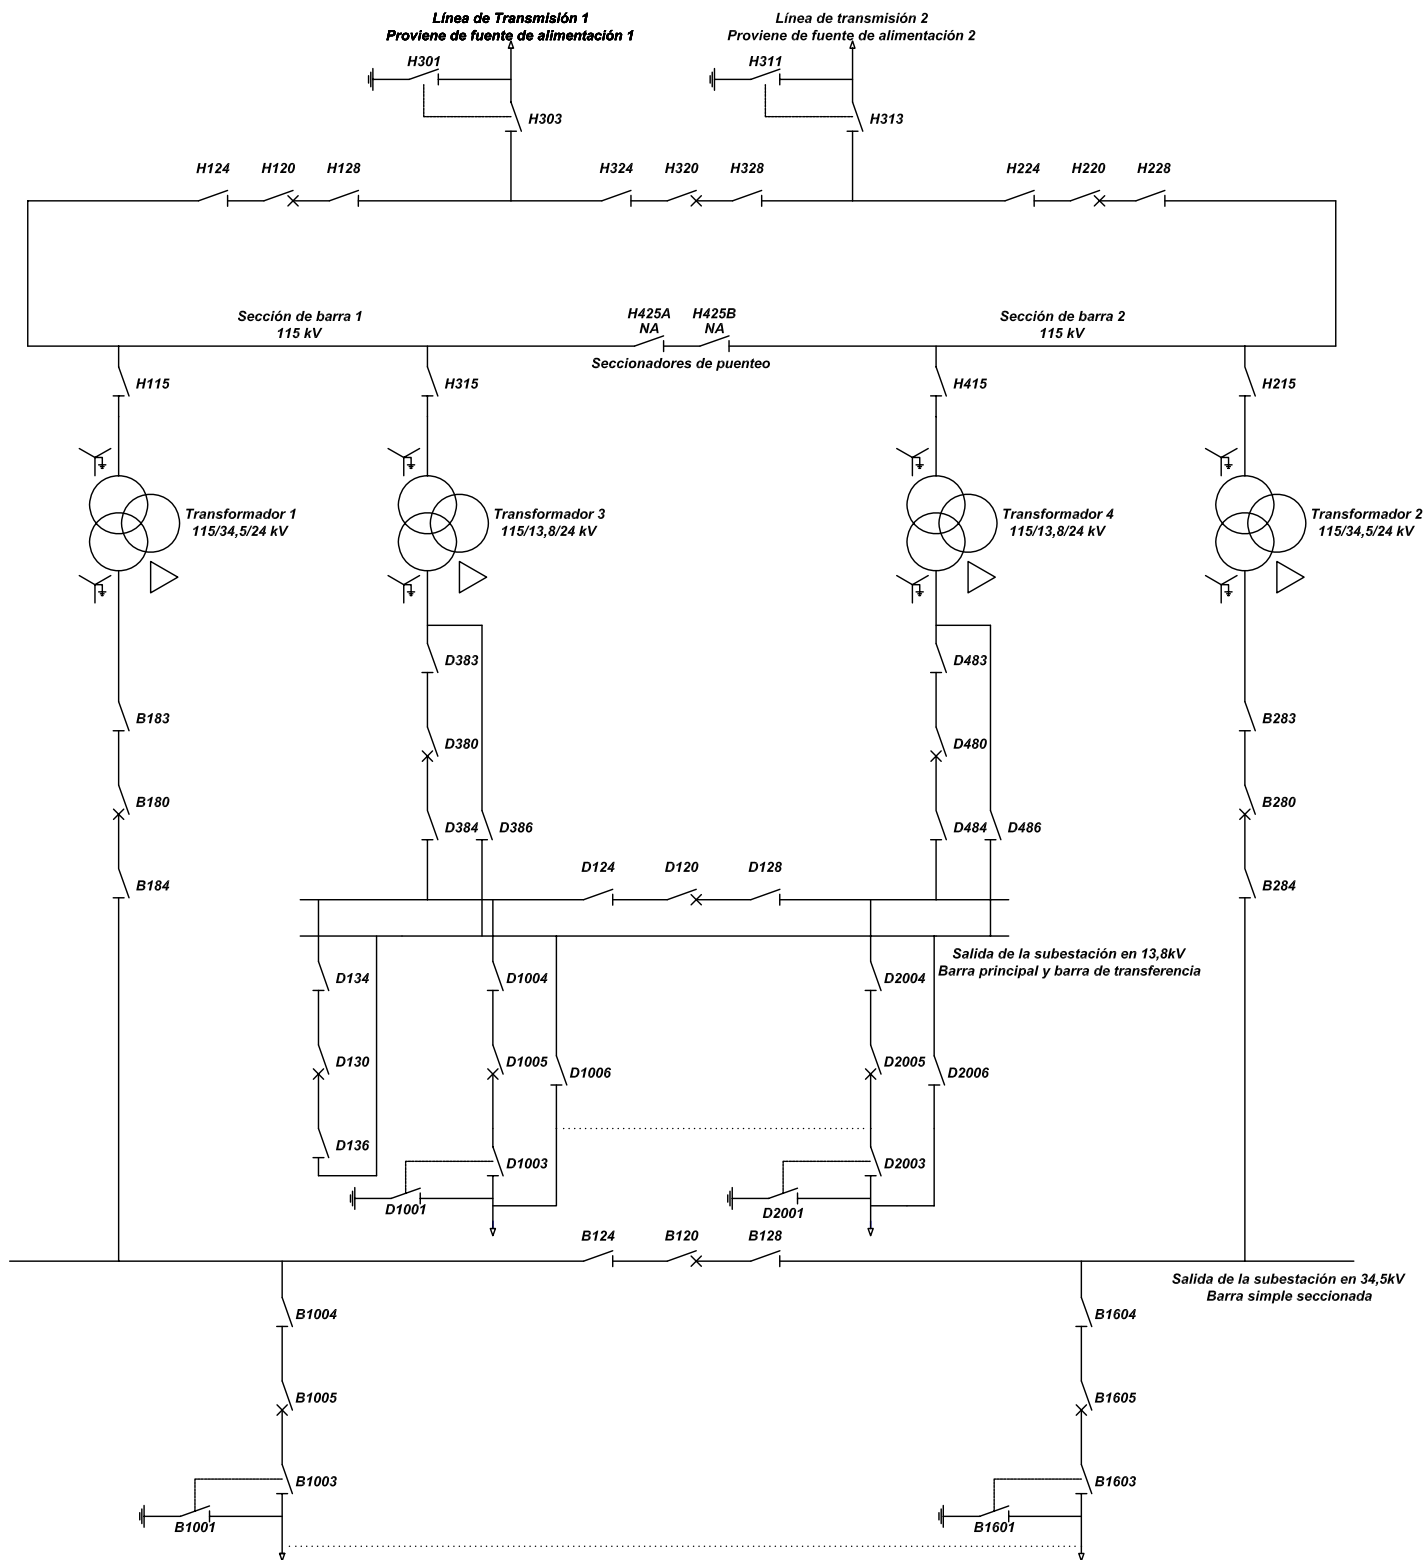 Línea de Transmisión 1
Proviene de fuente de alimentación 1
Línea de transmisión 2
Proviene de fuente de alimentación 2
H301
H311
H303
H313
H124
H120
H128
H324
H320
H328
H224
H220
H228
Sección de barra 1
115 kV
H425A
NA
H425B
NA
Sección de barra 2
115 kV
Seccionadores de puenteo
H115
H315
H415
H215
Transformador 1
115/34,5/24 kV
Transformador 3
115/13,8/24 kV
Transformador 4
115/13,8/24 kV
Transformador 2
115/34,5/24 kV
D383
D483
B183
B283
D380
D480
B180
B280
D384
D386
D484
D486
B184
D124
D120
D128
B284
Salida de la subestación en 13,8kV
Barra principal y barra de transferencia
D134
D1004
D2004
D130
D1005
D1006
D2005
D2006
D136
D1003
D2003
D1001
D2001
B124
B120
B128
Salida de la subestación en 34,5kV
Barra simple seccionada
B1004
B1604
B1005
B1605
B1003
B1603
B1001
B1601